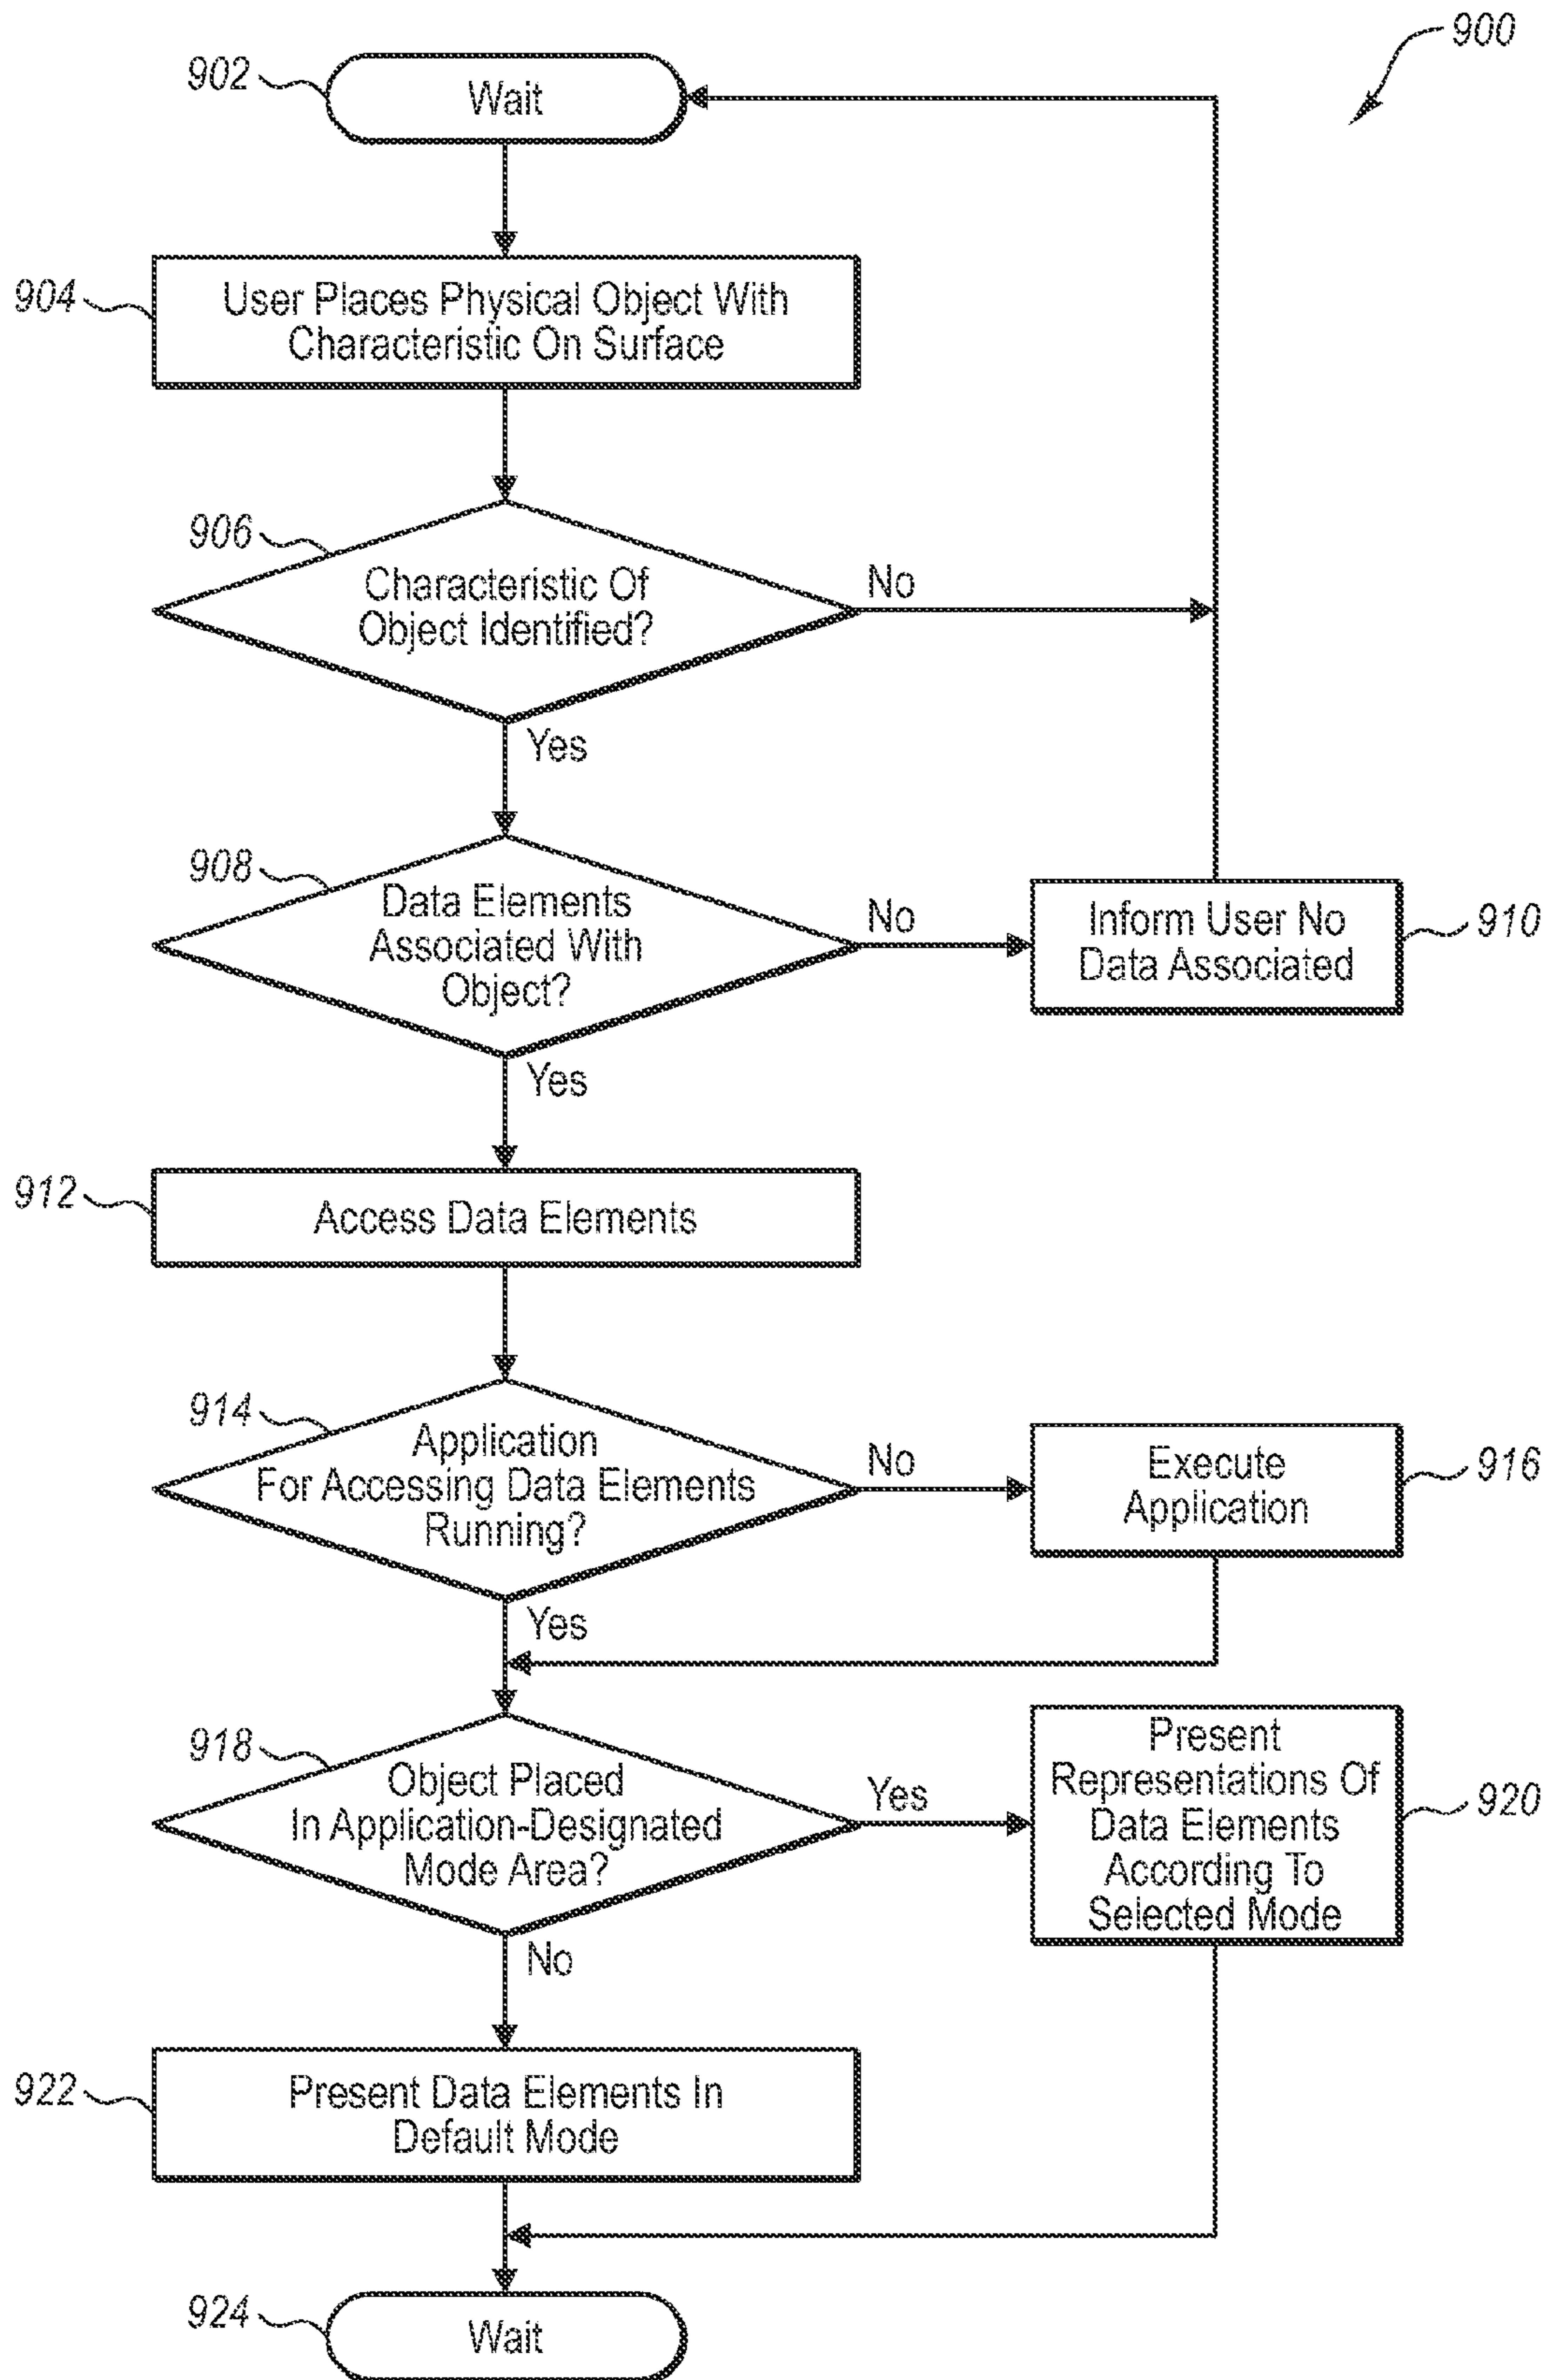 900
902
Wait
904
User Places Physical Object With
Characteristic On Surface
906
Characteristic Of
Object Identified?
No
Yes
908
Data Elements
Associated With
Object?
No
Inform User No
Data Associated
910
Yes
912
Access Data Elements
914
Application
For Accessing Data Elements
Running?
No
Execute
Application
916
Yes
918
Object Placed
In Application-Designated
Mode Area?
Yes
Present
Representations Of
Data Elements
According To
Selected Mode
920
No
922
Present Data Elements In
Default Mode
924
Wait